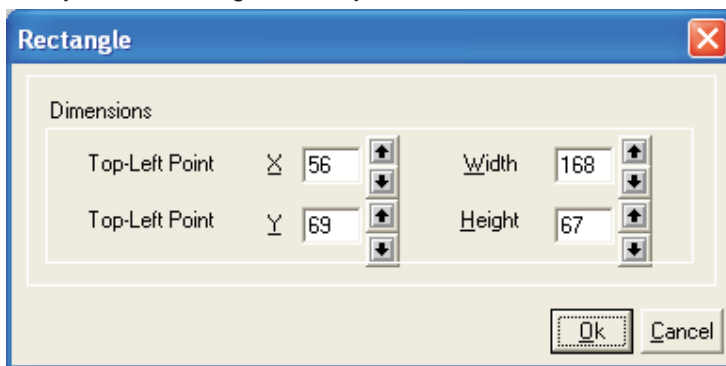 Rectangle
Dimensions
Top-Left Point X 56 Width 168
Top-Left Point Y 69 Height 67
Ok Cancel